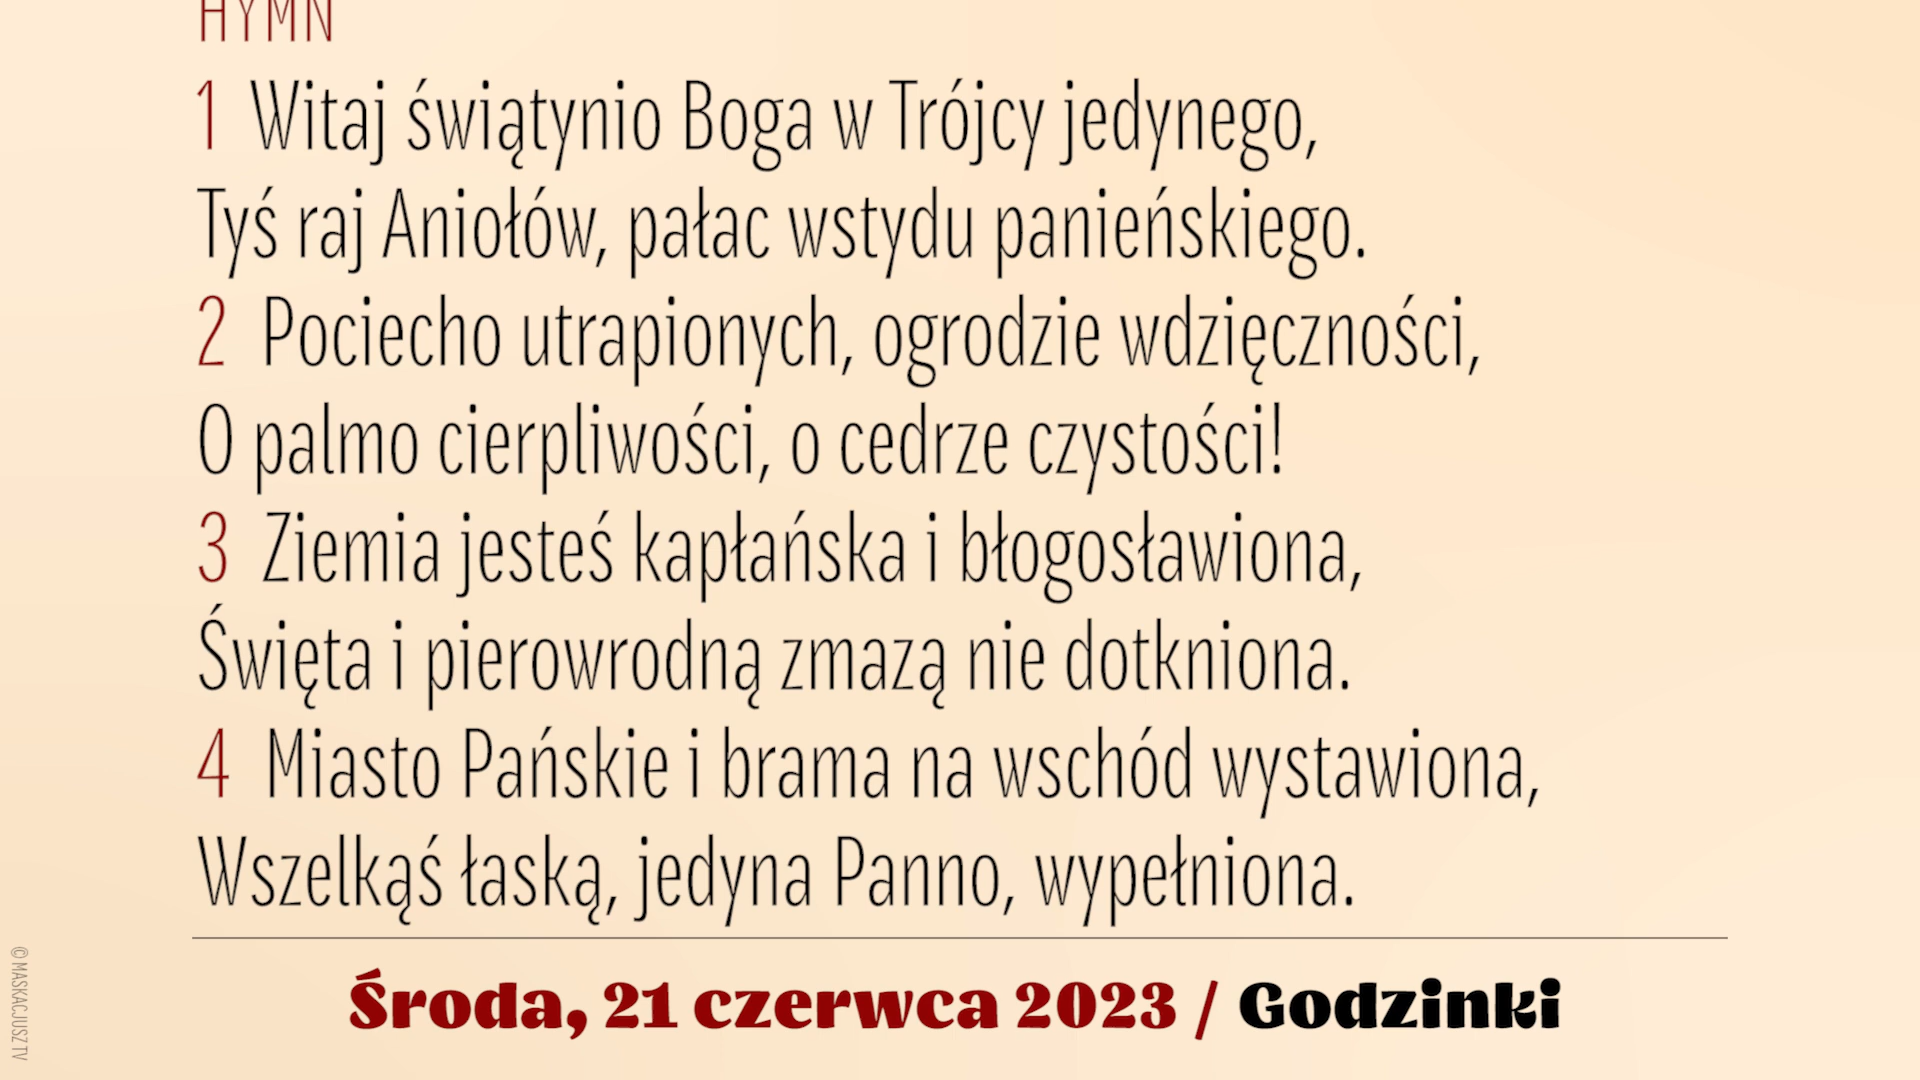 HYMN
1 Witaj świątynio Boga w Trójcy jedynego,
Tyś raj Aniołów, pałac wstydu panieńskiego.
2 Pociecho utrapionych, ogrodzie wdzięczności,
O palmo cierpliwości, o cedrze czystości!
3 Ziemia jesteś kapłańska i błogosławiona,
Święta i pierowrodną zmazą nie dotkniona.
4 Miasto Pańskie i brama na wschód wystawiona,
Wszelkąś łaską, jedyna Panno, wypełniona.
Środa, 21 czerwca 2023 / Godzinki
© MASKACJUSZ TV